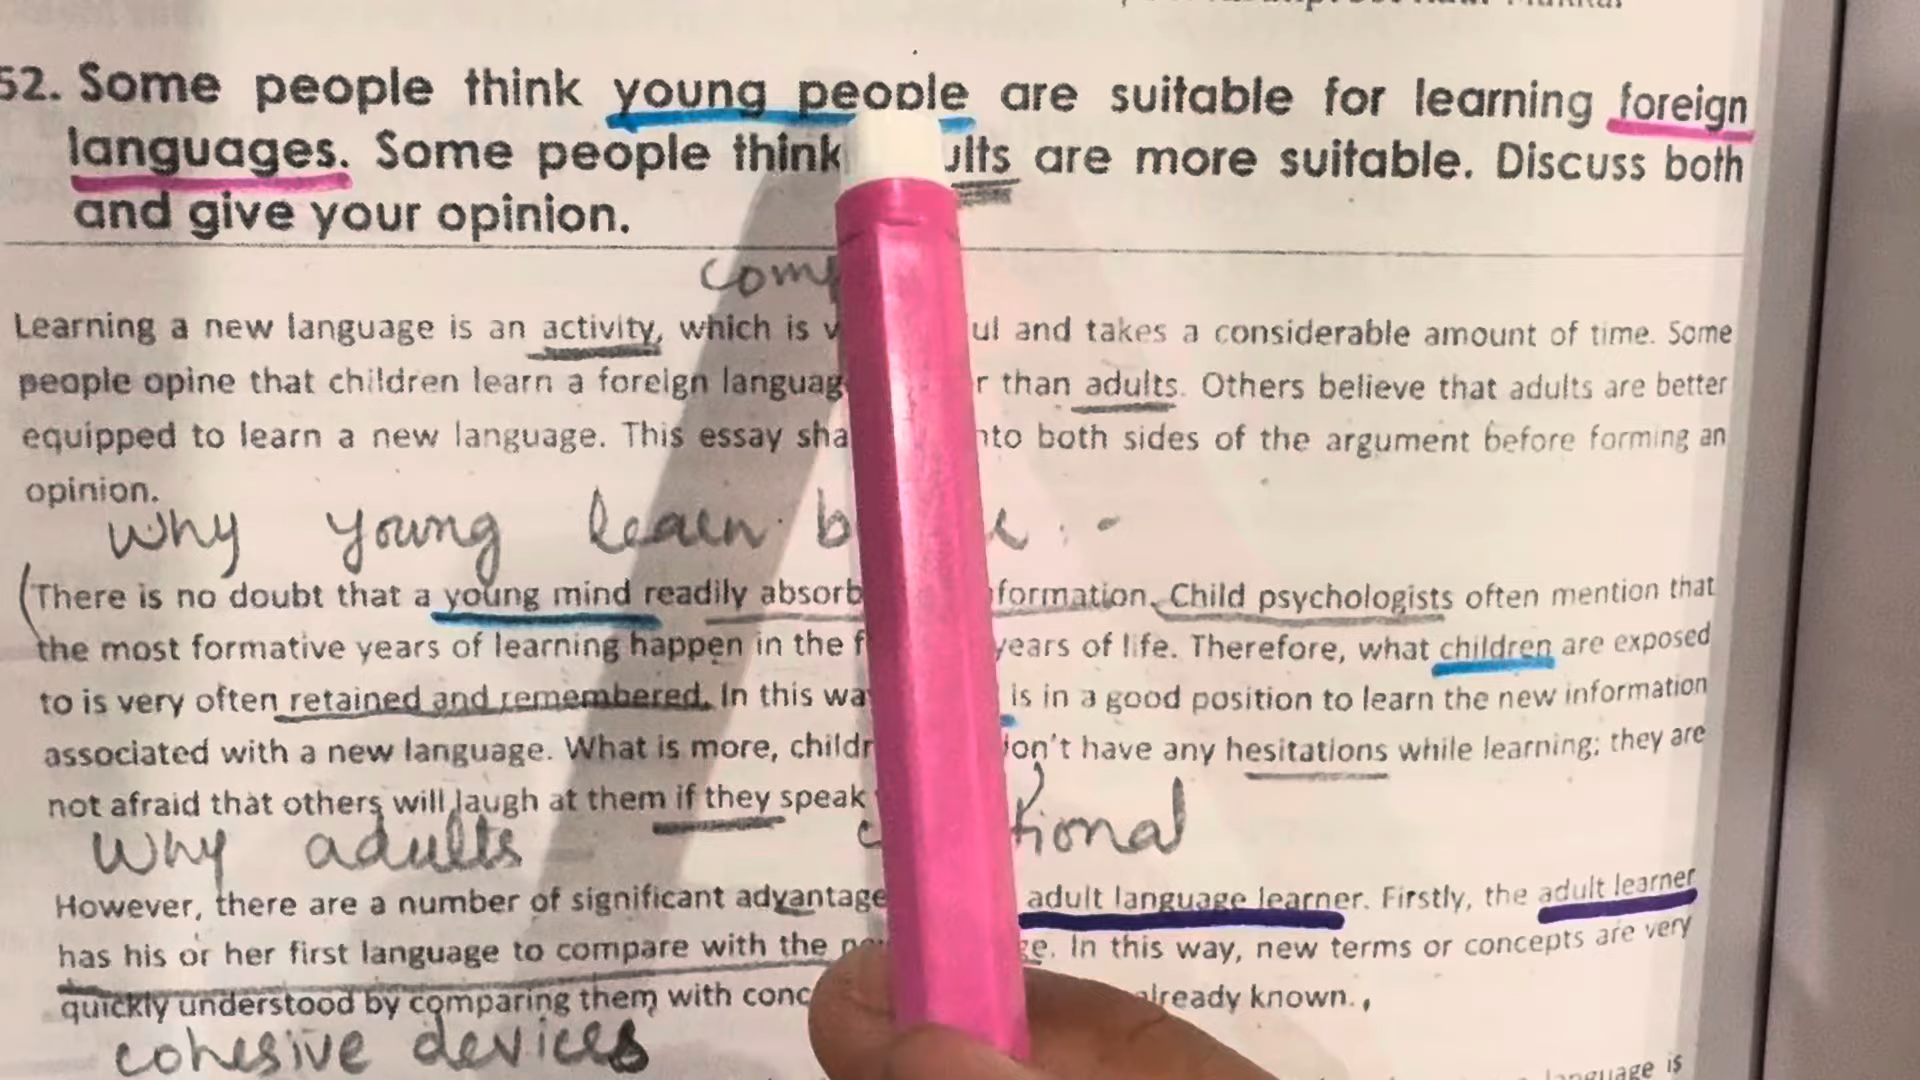 52. Some people think young people are suitable for learning foreign
languages. Some people think ults are more suitable. Discuss both
and give your opinion.
com
Learning a new language is an activity, which is ul and takes a considerable amount of time. Some
people opine that children learn a foreign languag r than adults. Others believe that adults are better
equipped to learn a new language. This essay sha nto both sides of the argument before forming an
opinion.
Why young learn b
There is no doubt that a young mind readily absorb formation. Child psychologists often mention that
the most formative years of learning happen in the f years of life. Therefore, what children are exposed
to is very often retained and remembered. In this wa is in a good position to learn the new information
associated with a new language. What is more, childr on't have any hesitations while learning; they are
not afraid that others will laugh at them if they speak
Why adults tional
However, there are a number of significant advantage adult language learner. Firstly, the adult learner
has his or her first language to compare with the ge. In this way, new terms or concepts are very
quickly understood by comparing them with conc already known.
cohesive devices
language is